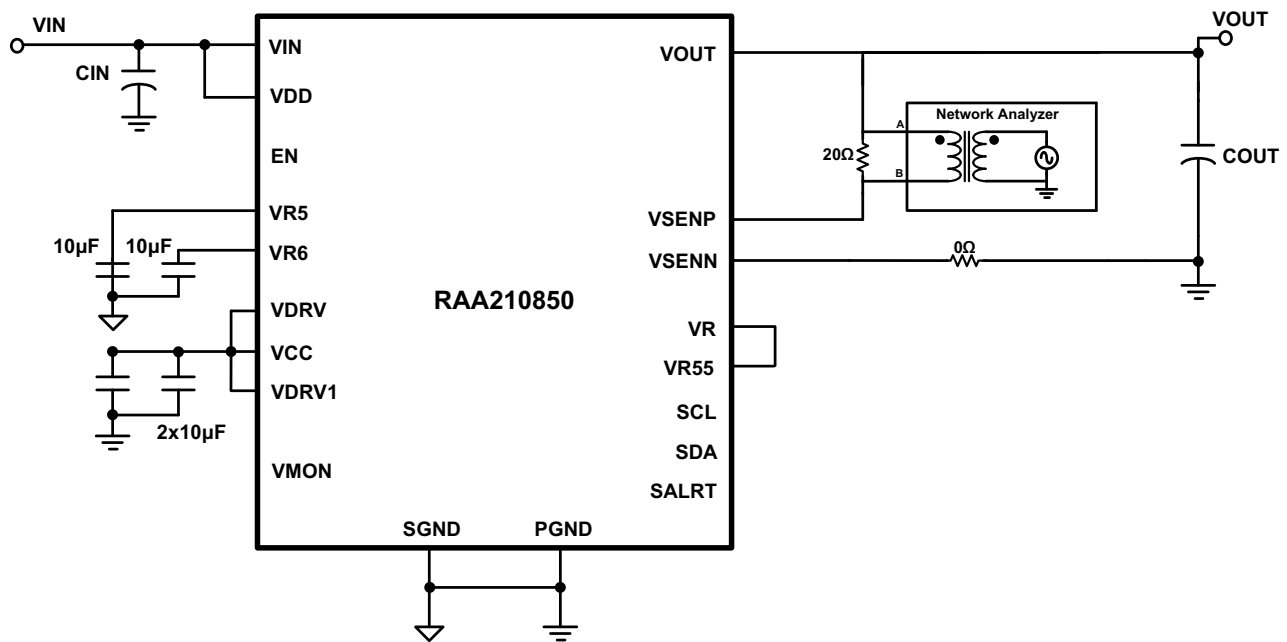 VIN
CIN
VIN
VDD
EN
VR5
VR6
10µF
10µF
VDRV
VCC
VDRV1
2x10µF
VMON
SGND
PGND
RAA210850
VOUT
VSENP
VSENN
VR
VR55
SCL
SDA
SALRT
VOUT
Network Analyzer
A
B
20Ω
0Ω
COUT